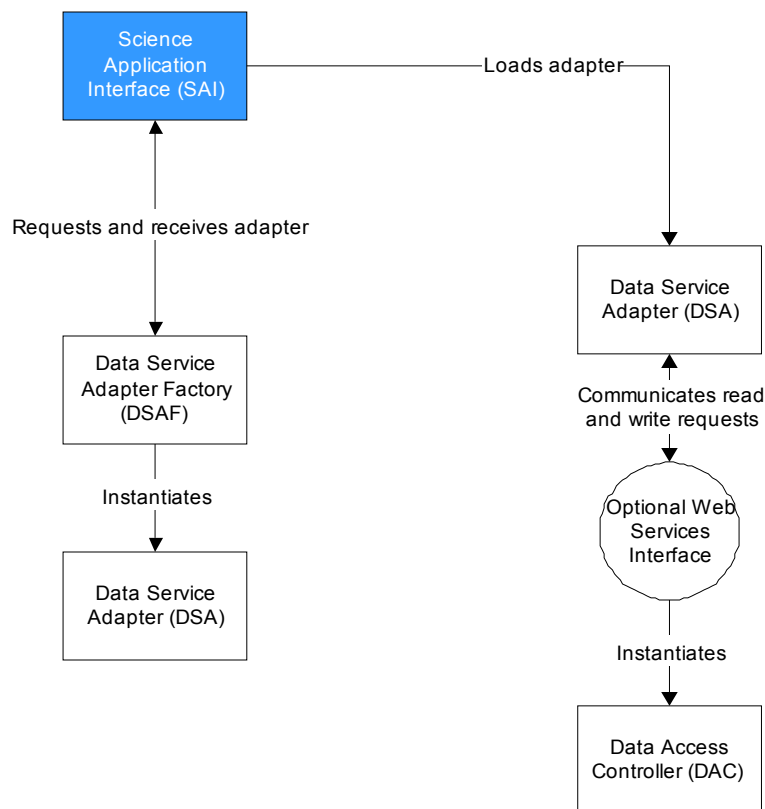 Science
Application
Interface (SAI)
Loads adapter
Requests and receives adapter
Data Service
Adapter (DSA)
Data Service
Adapter Factory
(DSAF)
Communicates read
and write requests
Instantiates
Optional Web
Services
Interface
Data Service
Adapter (DSA)
Instantiates
Data Access
Controller (DAC)